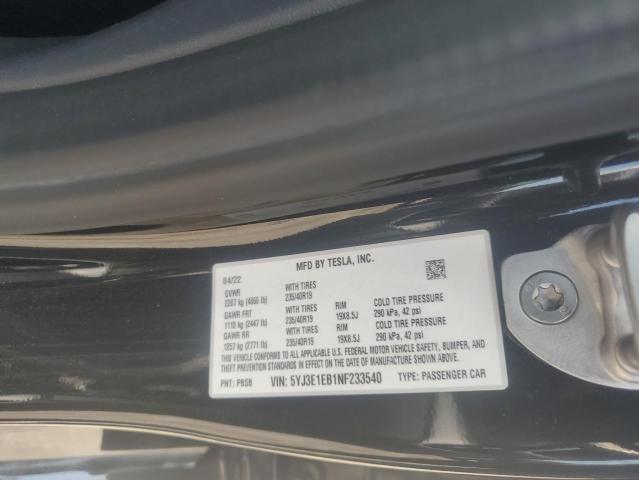 MFD BY TESLA, INC.
04/22
GVWR WITH TIRES
2207 kg (4866 lb) 235/40R19 RIM COLD TIRE PRESSURE
GAWR FRT WITH TIRES 19X8.5J 290 kPa, 42 psi
1110 kg (2447 lb) 235/40R19 RIM COLD TIRE PRESSURE
GAWR RR WITH TIRES 19X8.5J 290 kPa, 42 psi
1257 kg (2771 lb) 235/40R19
THIS VEHICLE CONFORMS TO ALL APPLICABLE U.S. FEDERAL MOTOR VEHICLE SAFETY, BUMPER, AND
THEFT PREVENTION STANDARDS IN EFFECT ON THE DATE OF MANUFACTURE SHOWN ABOVE.
PNT: PBSB VIN: 5YJ3E1EB1NF233540 TYPE: PASSENGER CAR